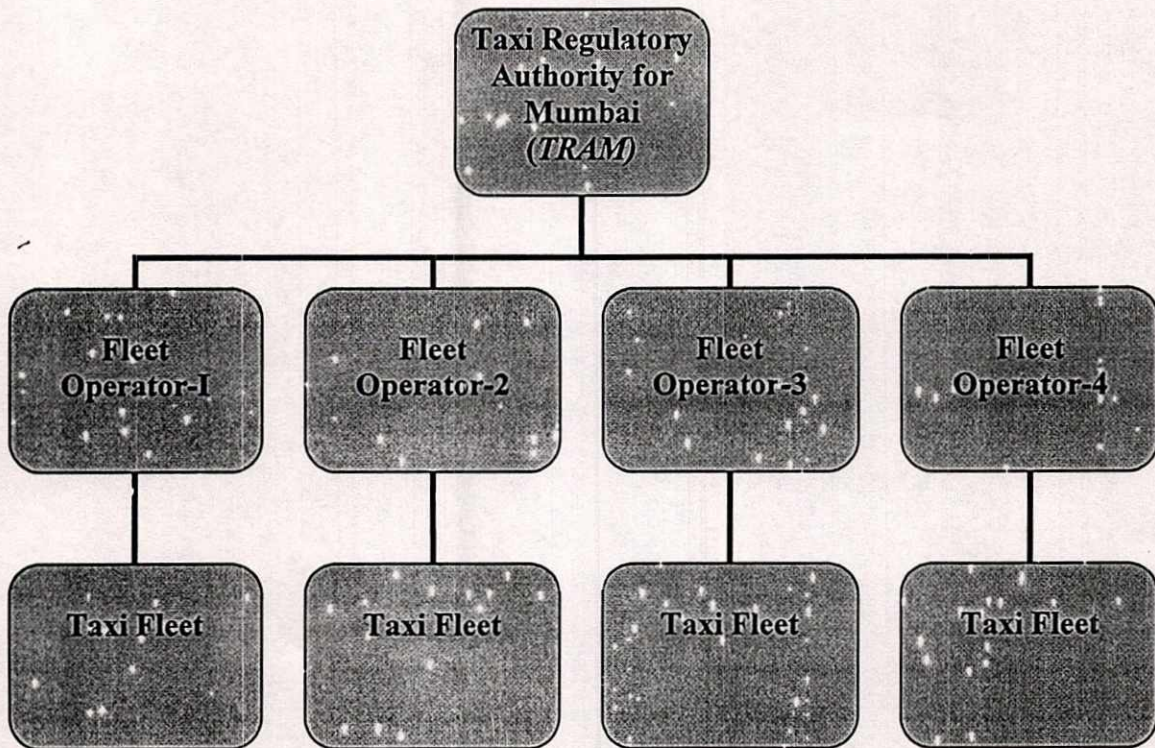 Taxi Regulatory
Authority for
Mumbai
(TRAM)
Fleet
Operator-1
Fleet
Operator-2
Fleet
Operator-3
Fleet
Operator-4
Taxi Fleet
Taxi Fleet
Taxi Fleet
Taxi Fleet